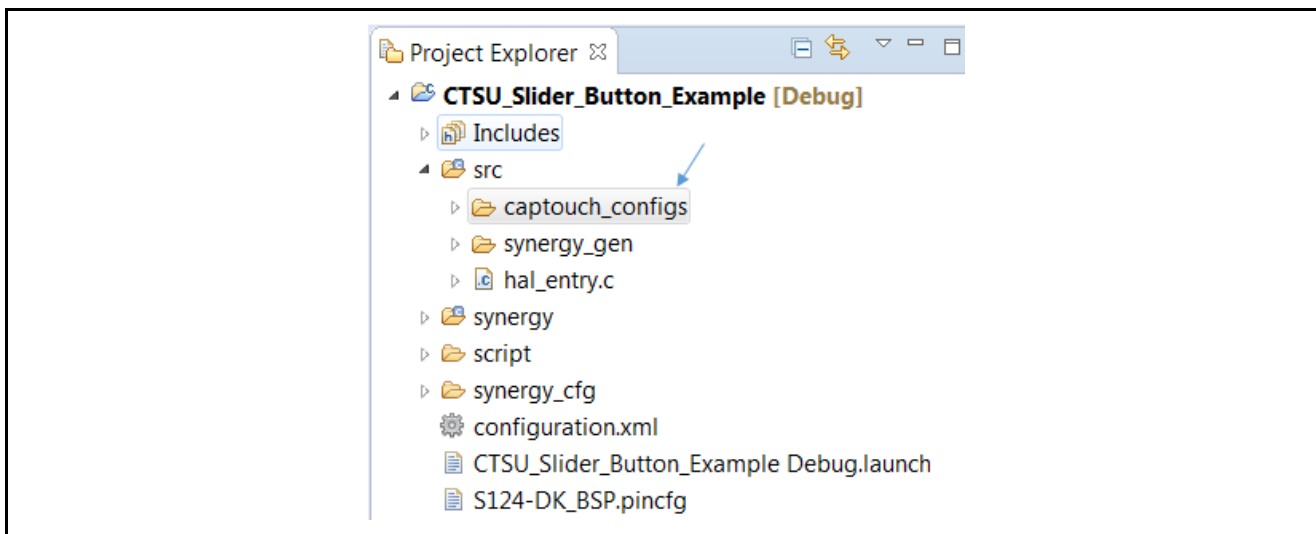 Project Explorer
CTSU_Slider_Button_Example [Debug]
Includes
src
captouch_configs
synergy_gen
hal_entry.c
synergy
script
synergy_cfg
configuration.xml
CTSU_Slider_Button_Example Debug.launch
S124-DK_BSP.pincfg